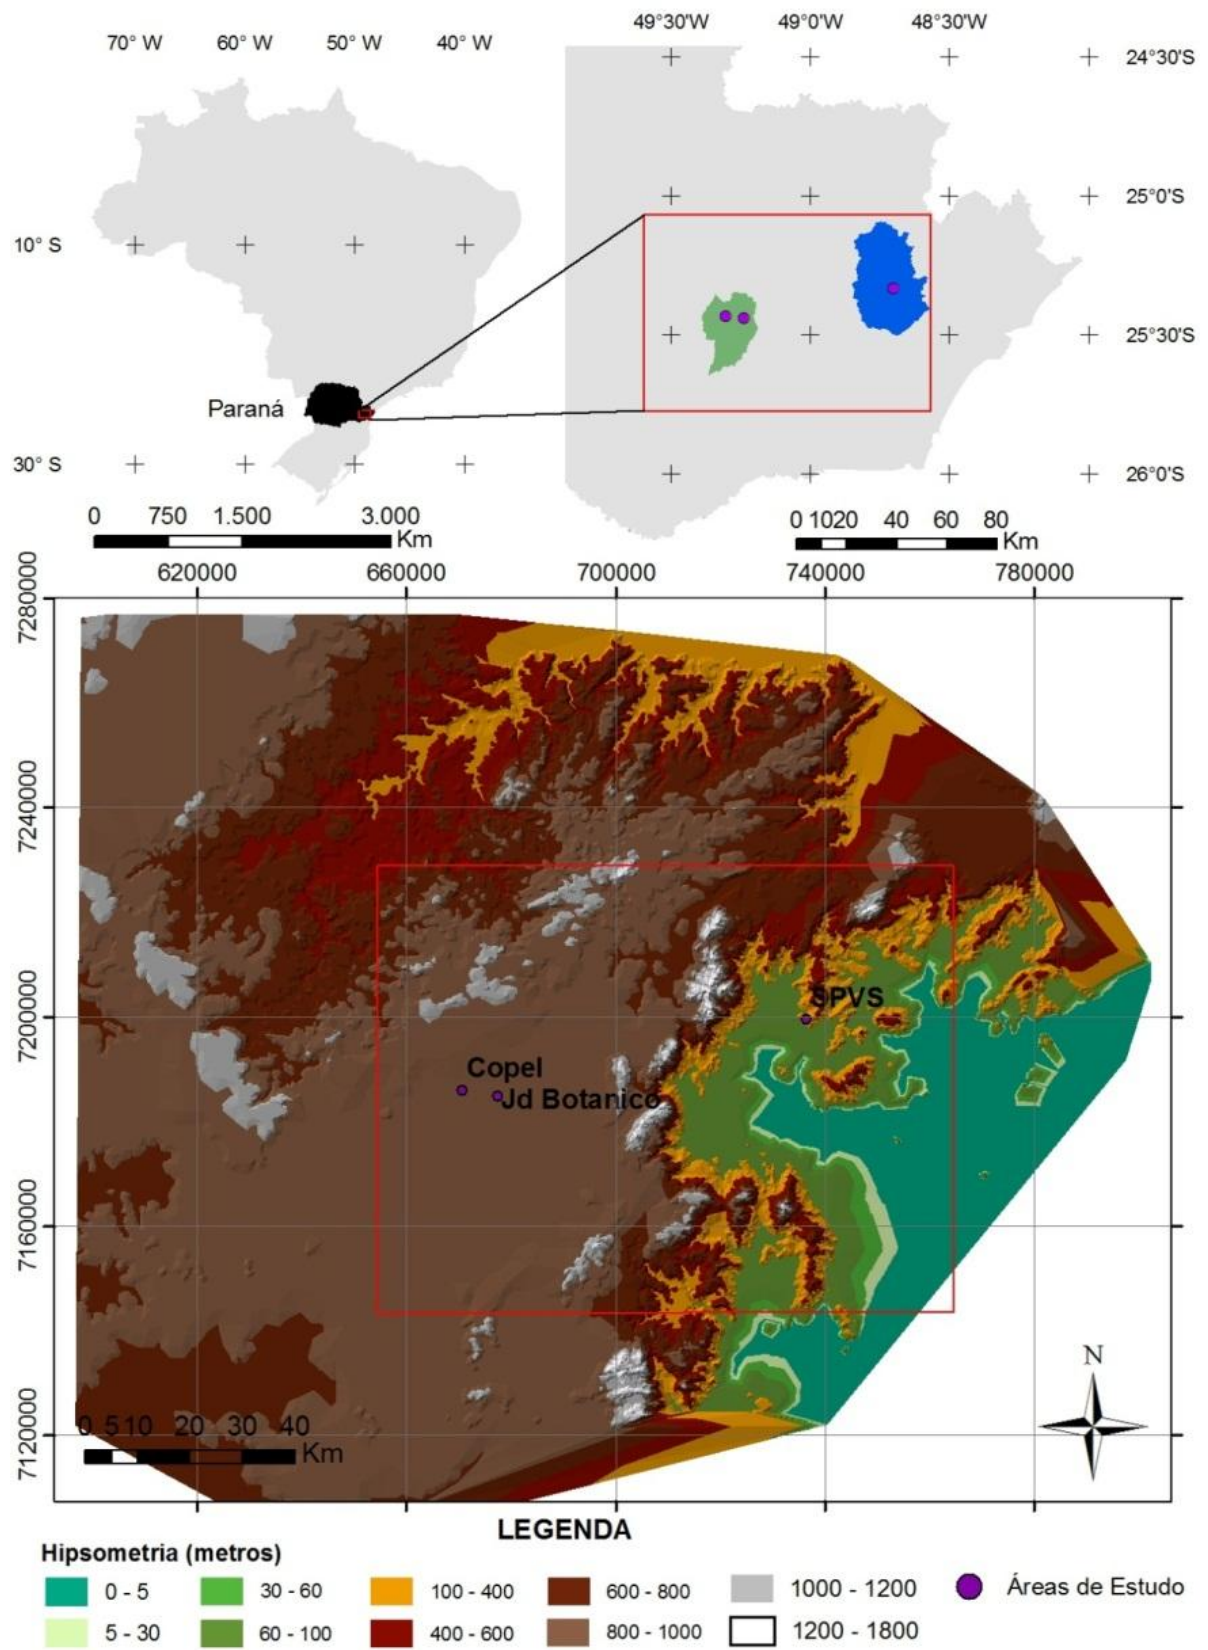 49°30'W 49°0'W 48°30'W
70° W 60° W 50° W 40° W
24°30'S
25°0'S
10° S
25°30'S
Paraná
30° S
26°0'S
0 750 1.500 3.000
Km
0 10 20 40 60 80
Km
620000 660000 700000 740000 780000
7280000
7240000
7200000
7160000
7120000
SPVS
Copel
Jd Botanico
N
0 5 10 20 30 40
Km
LEGENDA
Hipsometria (metros)
0 - 5 30 - 60 100 - 400 600 - 800 1000 - 1200 Áreas de Estudo
5 - 30 60 - 100 400 - 600 800 - 1000 1200 - 1800